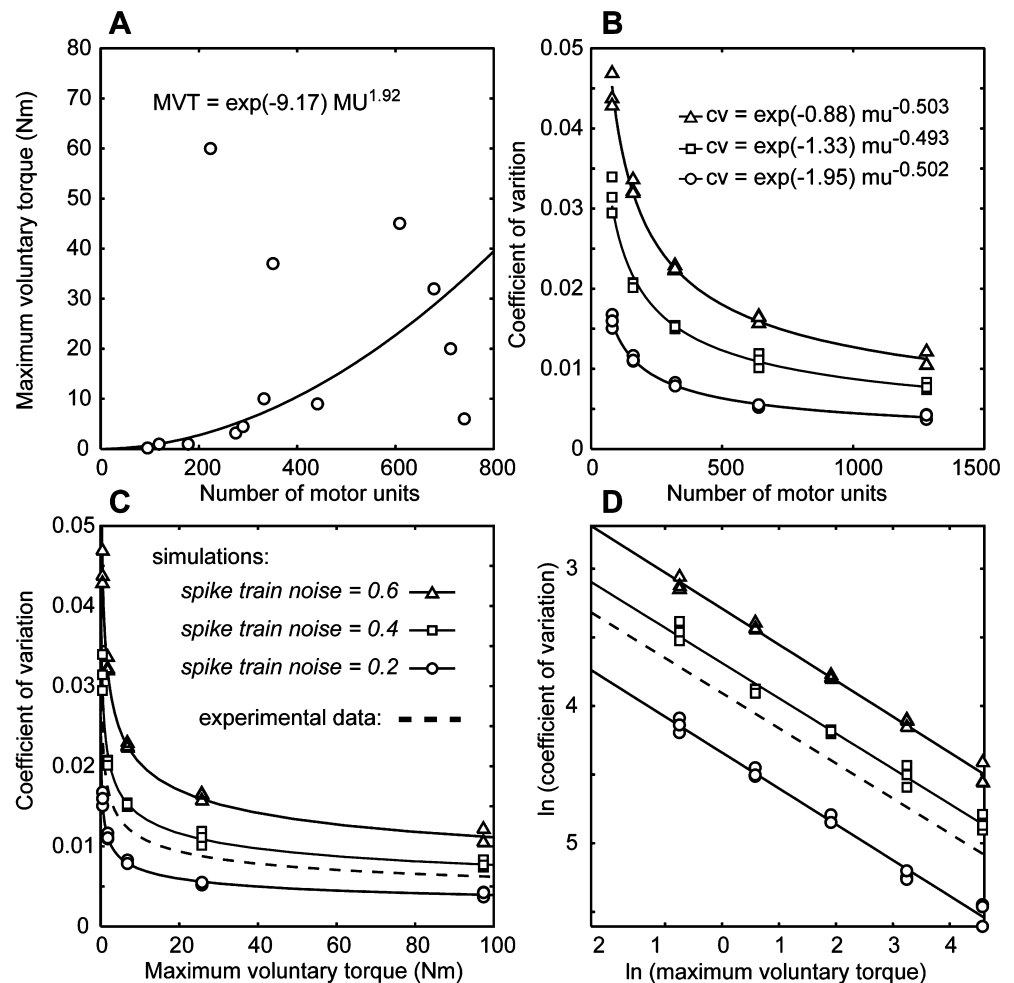 A
80
70
60
50
40
30
20
10
0
Maximum voluntary torque (Nm)
MVT = exp(-9.17) MU^1.92
0 200 400 600 800
Number of motor units
B
0.05
0.04
0.03
0.02
0.01
0
Coefficient of varition
cv = exp(-0.88) mu^-0.503
cv = exp(-1.33) mu^-0.493
cv = exp(-1.95) mu^-0.502
0 500 1000 1500
Number of motor units
C
0.05
0.04
0.03
0.02
0.01
0
Coefficient of variation
simulations:
spike train noise = 0.6
spike train noise = 0.4
spike train noise = 0.2
experimental data:
0 20 40 60 80 100
Maximum voluntary torque (Nm)
D
3
4
5
ln (coefficient of variation)
2 1 0 1 2 3 4
ln (maximum voluntary torque)